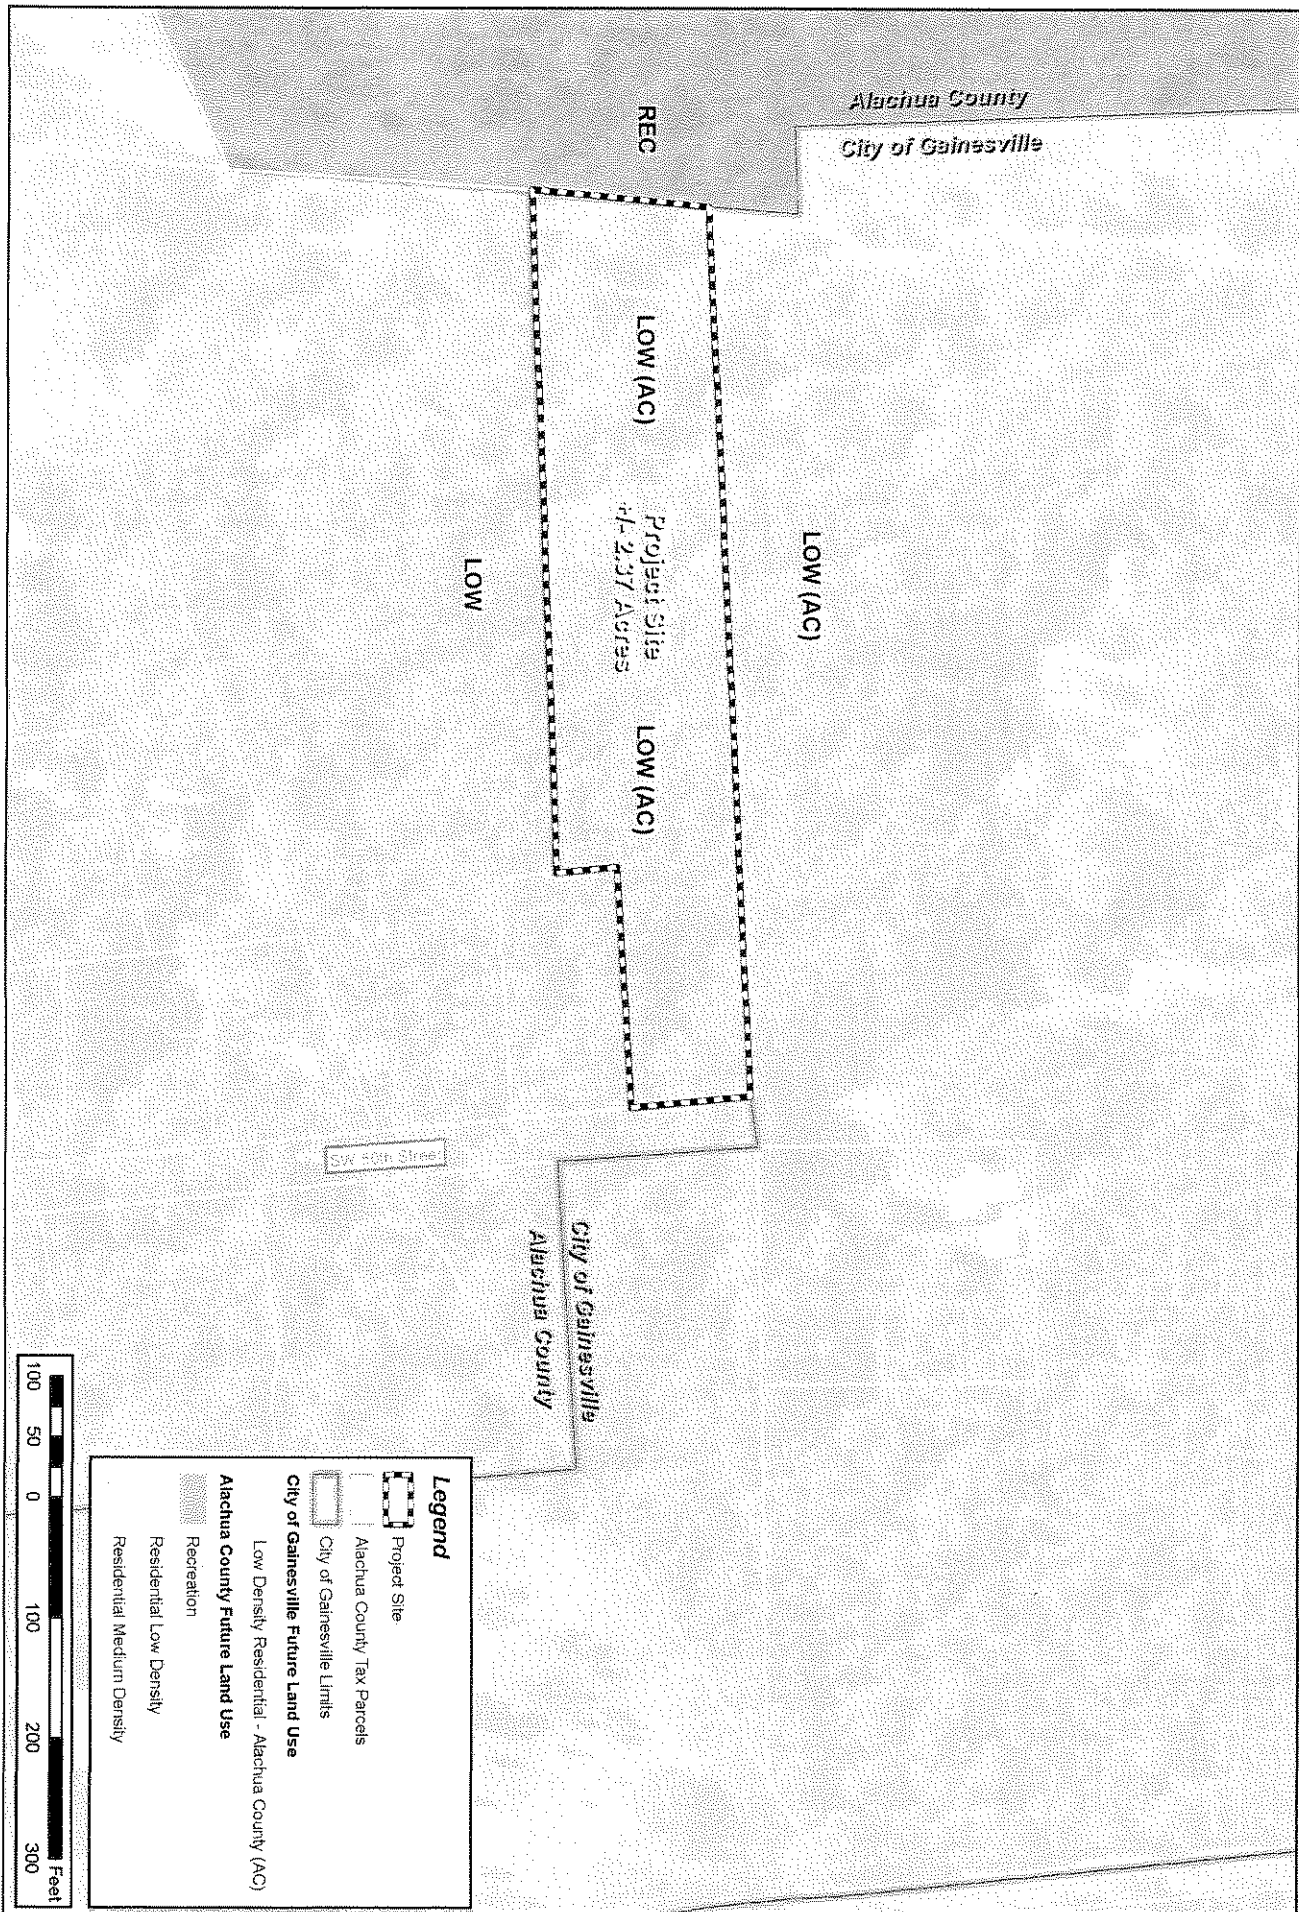 Alachua County
City of Gainesville
LOW (AC)
REC
LOW (AC)
Project Site
+/- 2.37 Acres
LOW (AC)
LOW
City of Gainesville
Alachua County
SW Street
Legend
Project Site
Alachua County Tax Parcels
City of Gainesville Limits
City of Gainesville Future Land Use
Low Density Residential - Alachua County (AC)
Alachua County Future Land Use
Recreation
Residential Low Density
Residential Medium Density
Feet
100 50 0 100 200 300